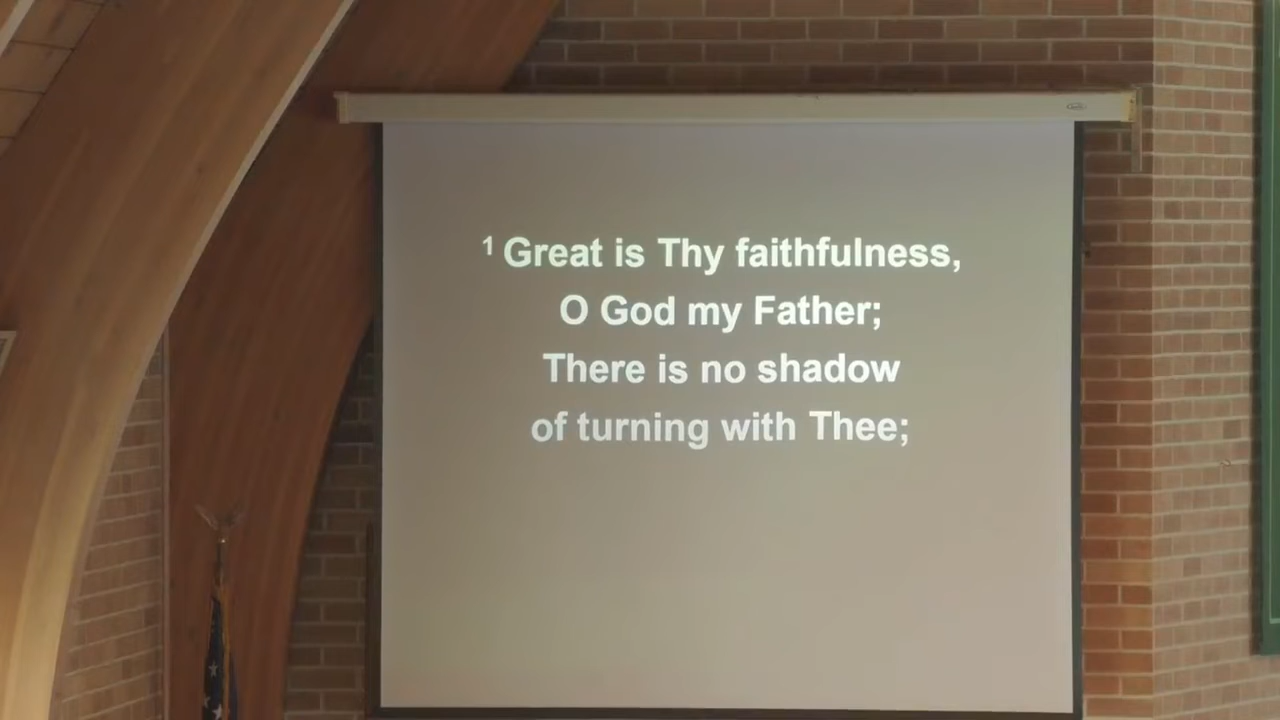 1 Great is Thy faithfulness,
O God my Father;
There is no shadow
of turning with Thee;